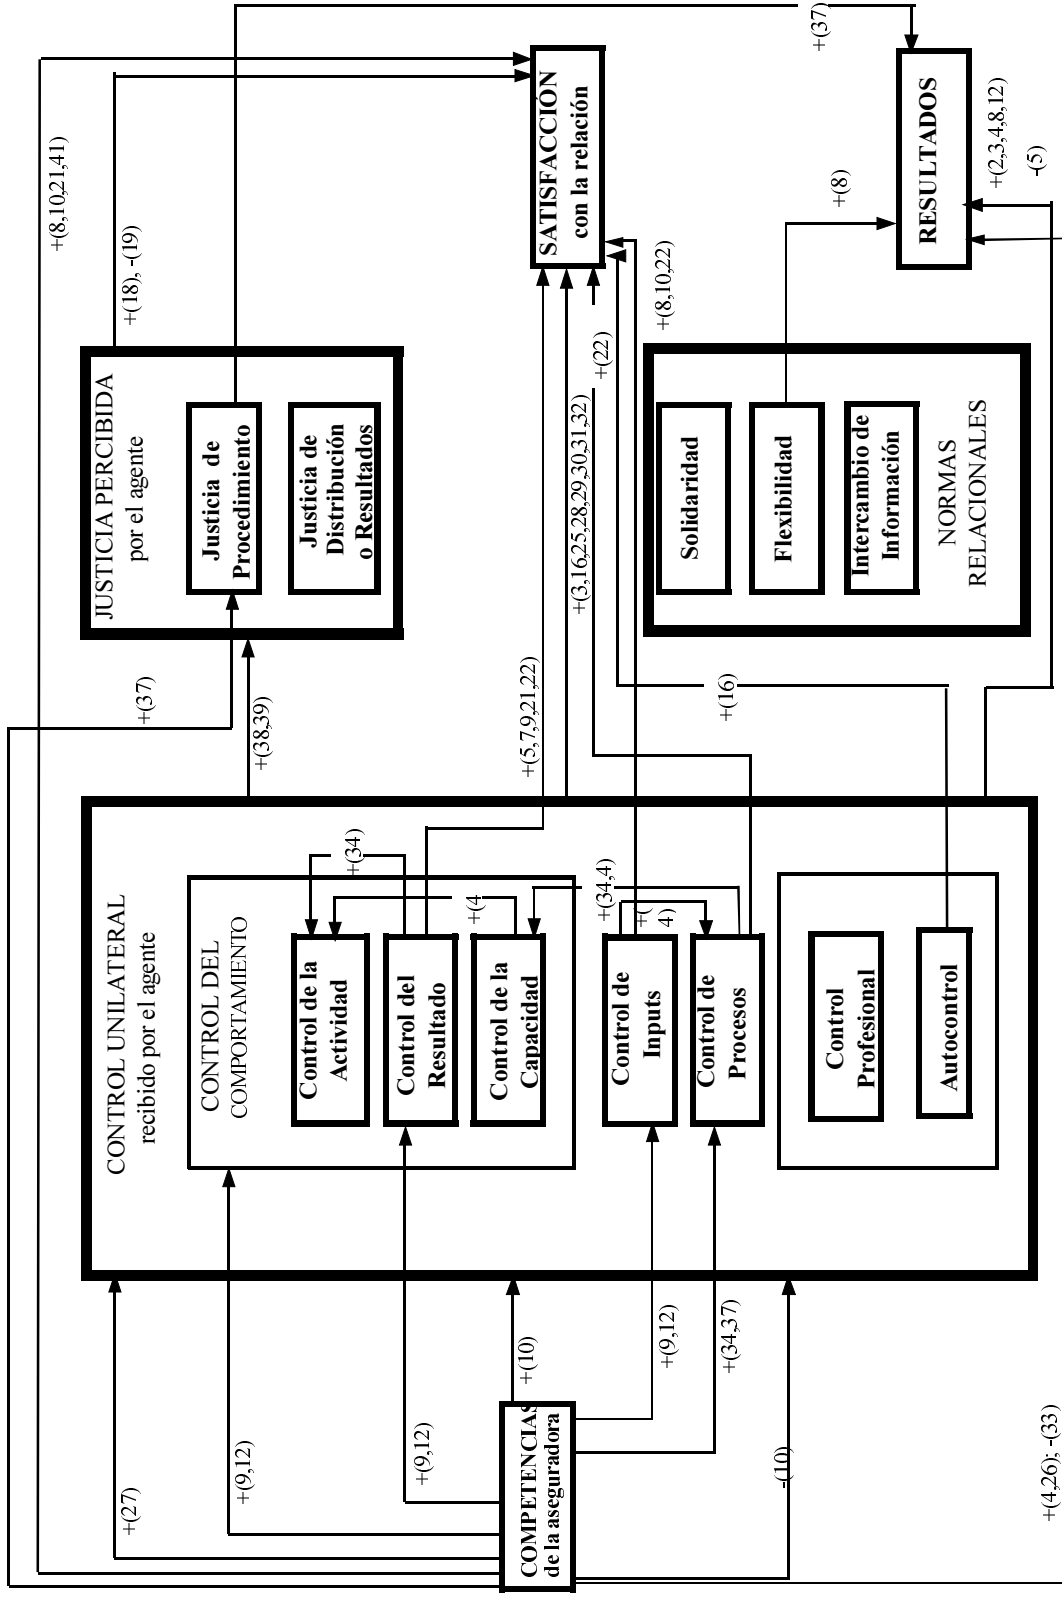 COMPETENCIAS
de la aseguradora
+(27)
+(9,12)
+(9,12)
+(10)
+(9,12)
+(34,37)
-(10)
+(4,26); -(33)
CONTROL UNILATERAL
recibido por el agente
CONTROL DEL
COMPORTAMIENTO
Control de la
Actividad
Control del
Resultado
Control de la
Capacidad
Control de
Inputs
Control de
Procesos
Control
Profesional
Autocontrol
+(34)
+(4
+(34,4)
+(
4)
+(37)
+(38,39)
+(5,7,9,21,22)
+(3,16,25,28,29,30,31,32)
+(22)
+(8,10,22)
+(16)
JUSTICIA PERCIBIDA
por el agente
Justicia de
Procedimiento
Justicia de
Distribución
o Resultados
Solidaridad
Flexibilidad
Intercambio de
Información
NORMAS
RELACIONALES
+(8,10,21,41)
+(18), -(19)
+(37)
+(8)
SATISFACCIÓN
con la relación
RESULTADOS
+(2,3,4,8,12)
-(5)